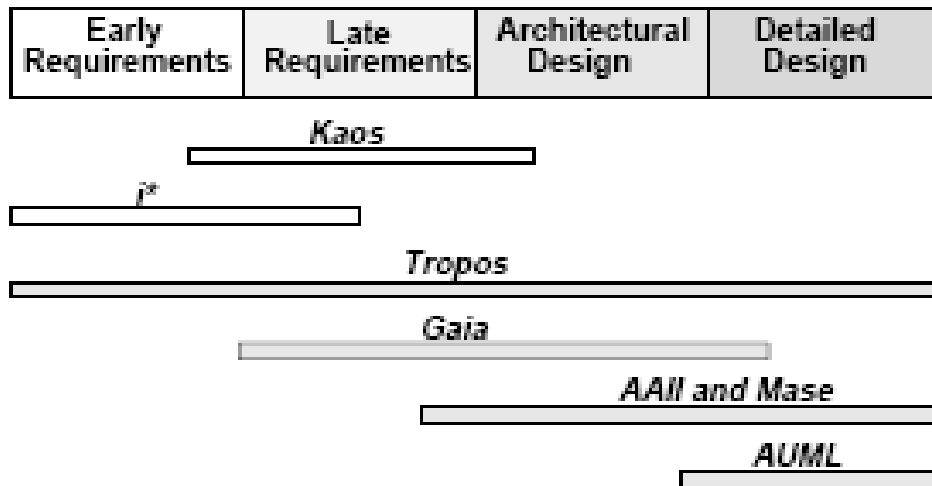 Early Requirements
Late Requirements
Architectural Design
Detailed Design
Kaos
i*
Tropos
Gaia
AAII and Mase
AUML